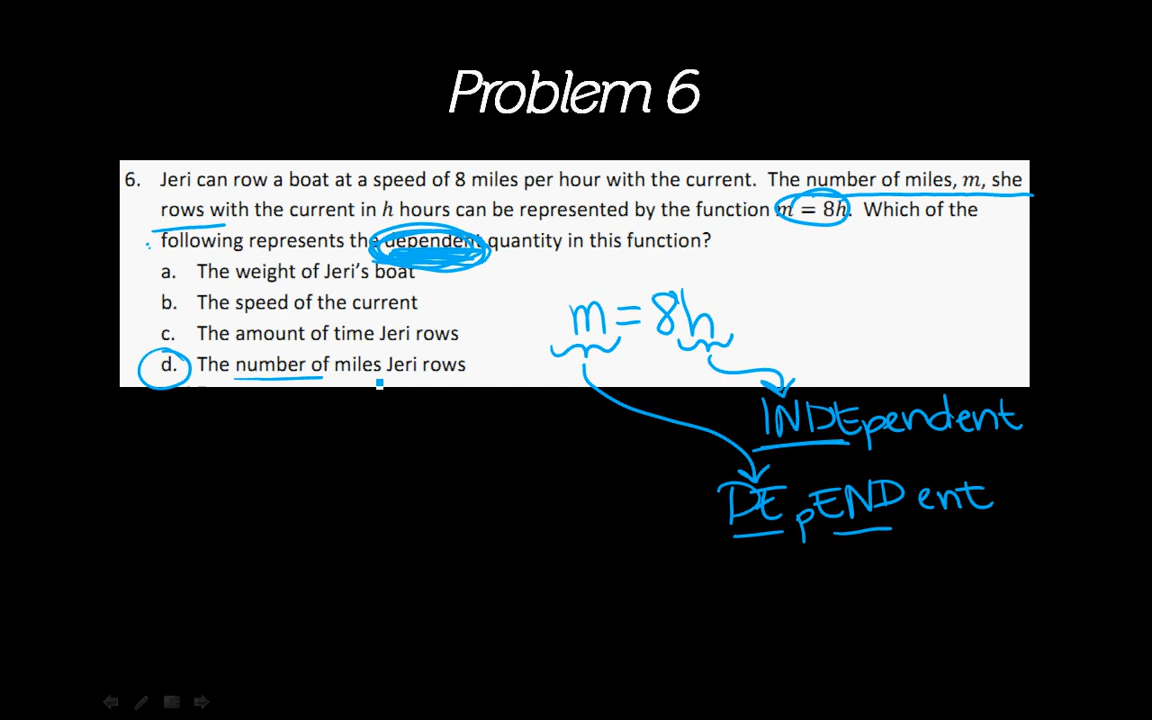 Problem 6
6. Jeri can row a boat at a speed of 8 miles per hour with the current. The number of miles, m, she
rows with the current in h hours can be represented by the function m = 8h. Which of the
following represents the dependent quantity in this function?
a. The weight of Jeri's boat
b. The speed of the current
c. The amount of time Jeri rows
d. The number of miles Jeri rows
m = 8h
INDEpendent
DEpENDent